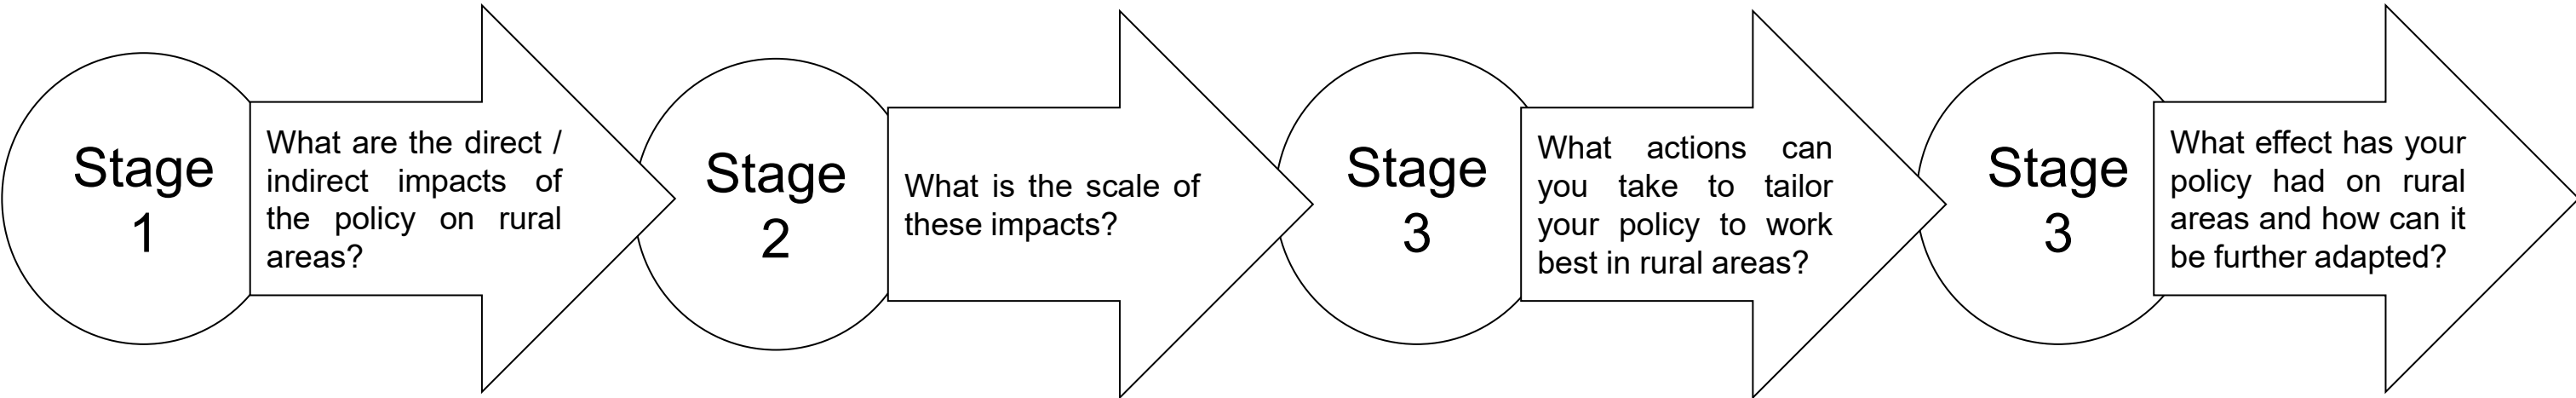 Stage
1
What are the direct /
indirect impacts of
the policy on rural
areas?
Stage
2
What is the scale of
these impacts?
Stage
3
What actions can
you take to tailor
your policy to work
best in rural areas?
Stage
3
What effect has your
policy had on rural
areas and how can it
be further adapted?